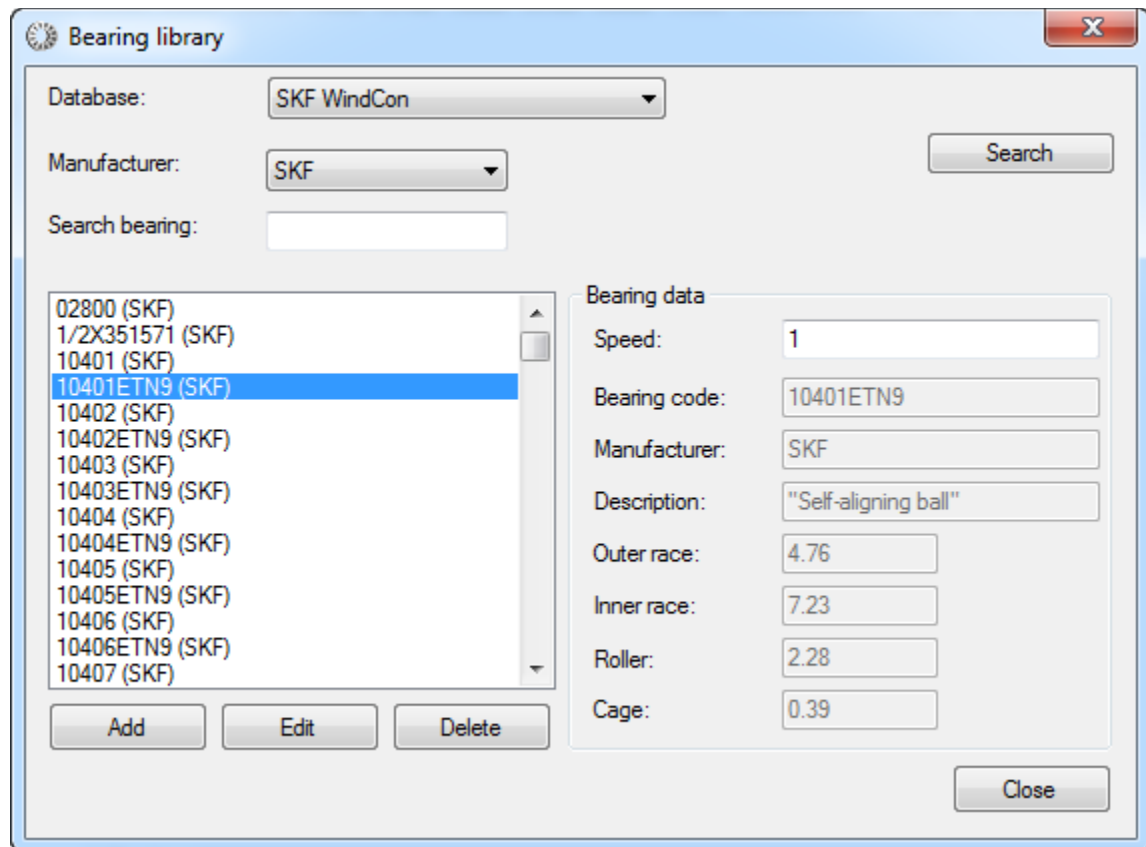 Bearing library
Database: SKF WindCon
Manufacturer: SKF
Search
Search bearing:
02800 (SKF)
1/2X351571 (SKF)
10401 (SKF)
10401ETN9 (SKF)
10402 (SKF)
10402ETN9 (SKF)
10403 (SKF)
10403ETN9 (SKF)
10404 (SKF)
10404ETN9 (SKF)
10405 (SKF)
10405ETN9 (SKF)
10406 (SKF)
10406ETN9 (SKF)
10407 (SKF)
Add Edit Delete
Bearing data
Speed: 1
Bearing code: 10401ETN9
Manufacturer: SKF
Description: "Self-aligning ball"
Outer race: 4.76
Inner race: 7.23
Roller: 2.28
Cage: 0.39
Close